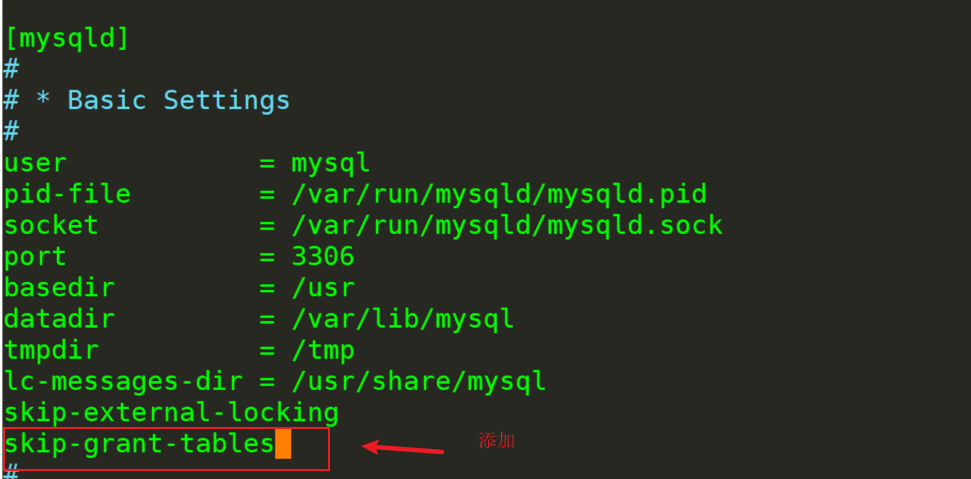 [mysqld]
#
# * Basic Settings
#
user            = mysql
pid-file        = /var/run/mysqld/mysqld.pid
socket          = /var/run/mysqld/mysqld.sock
port            = 3306
basedir         = /usr
datadir         = /var/lib/mysql
tmpdir          = /tmp
lc-messages-dir = /usr/share/mysql
skip-external-locking
skip-grant-tables 添加
#